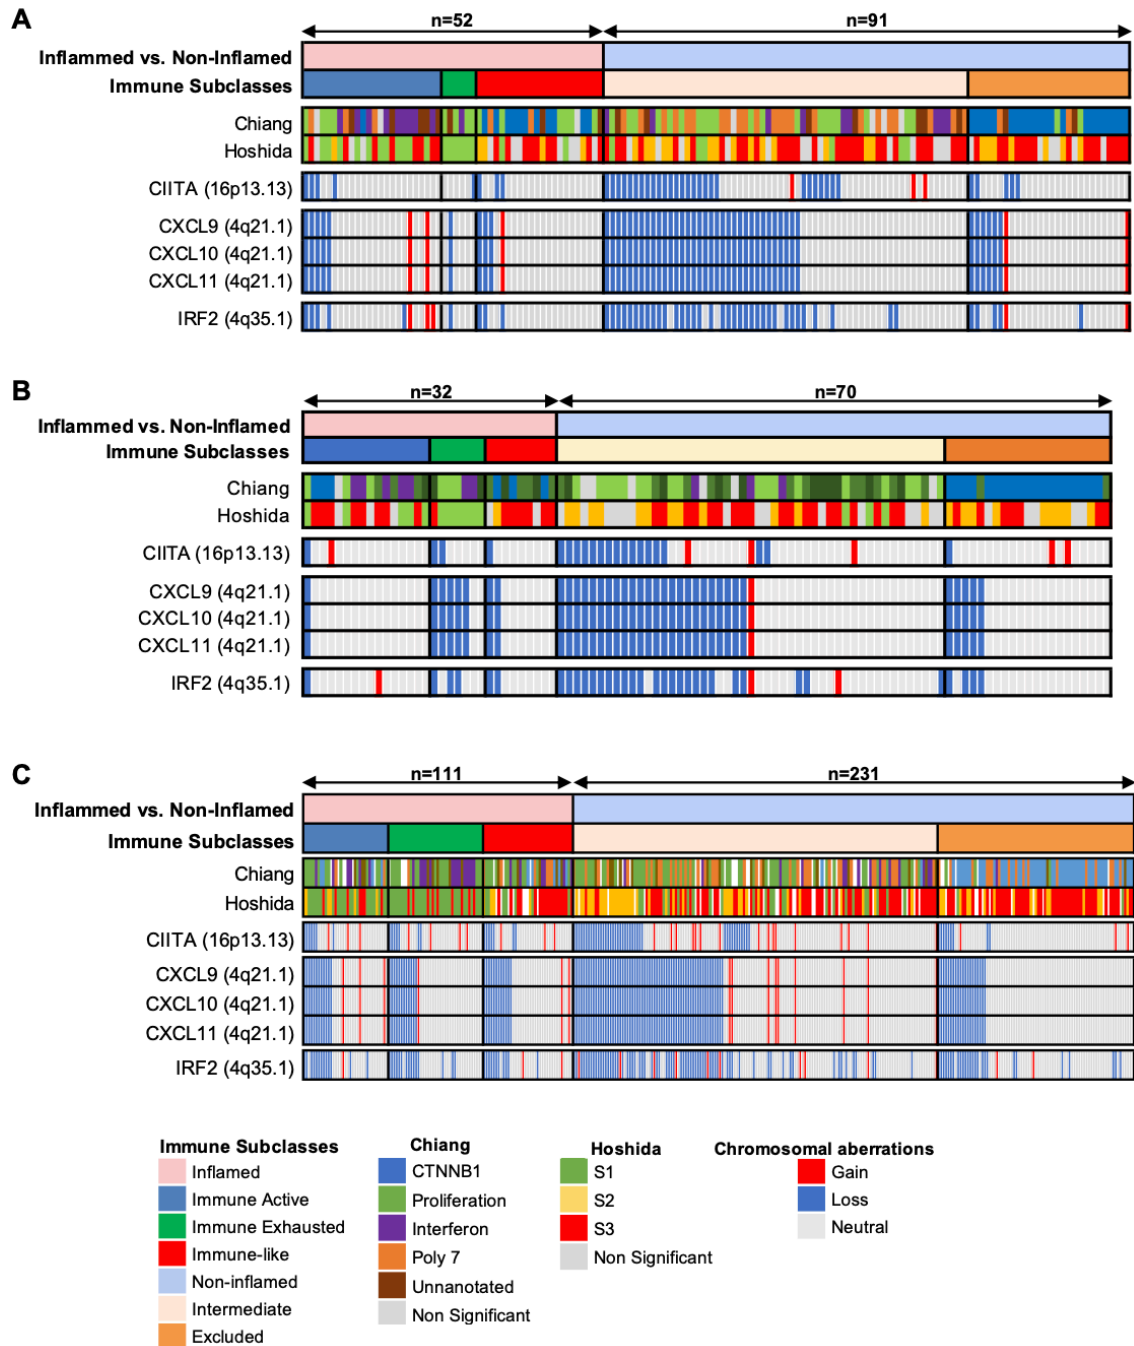 A
n=52 n=91
Inflammed vs. Non-Inflamed
Immune Subclasses
Chiang
Hoshida
CIITA (16p13.13)
CXCL9 (4q21.1)
CXCL10 (4q21.1)
CXCL11 (4q21.1)
IRF2 (4q35.1)
B
n=32 n=70
Inflammed vs. Non-Inflamed
Immune Subclasses
Chiang
Hoshida
CIITA (16p13.13)
CXCL9 (4q21.1)
CXCL10 (4q21.1)
CXCL11 (4q21.1)
IRF2 (4q35.1)
C
n=111 n=231
Inflammed vs. Non-Inflamed
Immune Subclasses
Chiang
Hoshida
CIITA (16p13.13)
CXCL9 (4q21.1)
CXCL10 (4q21.1)
CXCL11 (4q21.1)
IRF2 (4q35.1)
Immune Subclasses
Inflamed
Immune Active
Immune Exhausted
Immune-like
Non-inflamed
Intermediate
Excluded
Chiang
CTNNB1
Proliferation
Interferon
Poly 7
Unnanotated
Non Significant
Hoshida
S1
S2
S3
Non Significant
Chromosomal aberrations
Gain
Loss
Neutral